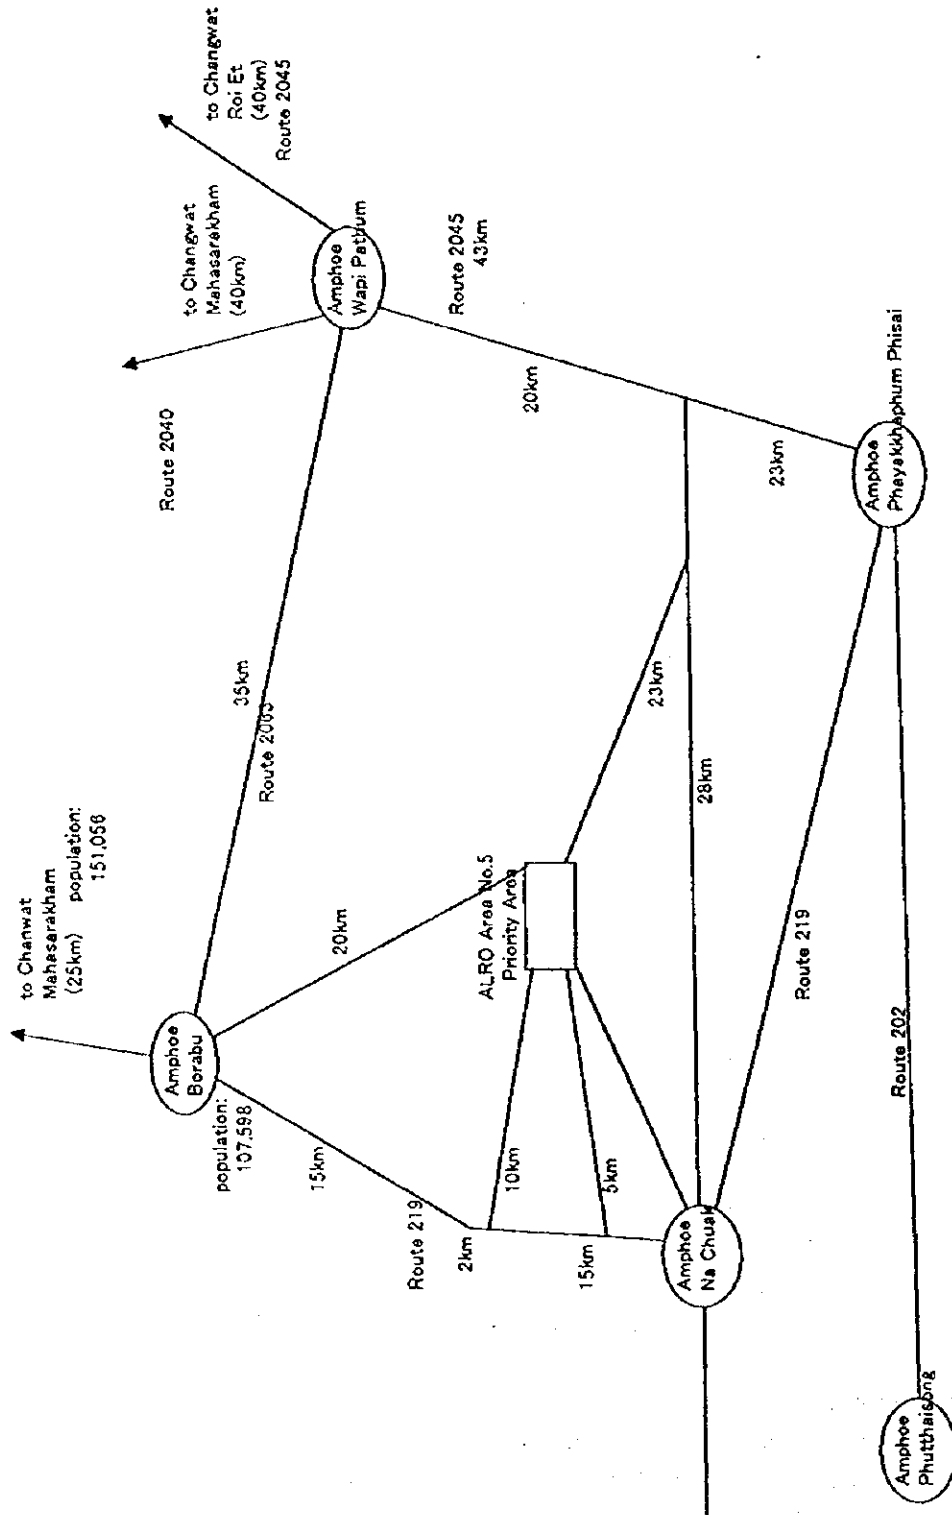 to Chanwat
Mahasarakham
(25km) population:
151,056
Amphoe
Borabu
population:
107,598
15km
20km
35km
Route 2063
Route 2040
to Changwat
Mahasarakham
(40km)
to Changwat
Roi Et
(40km)
Route 2045
Amphoe
Wapi Pathum
Route 2045
43km
20km
23km
Route 219
2km
10km
5km
15km
ALRO Area No.5
Priority Area
23km
28km
Amphoe
Na Chuak
Route 219
Amphoe
Phayakkhaphum Phisai
Route 202
Amphoe
Phutthaisong